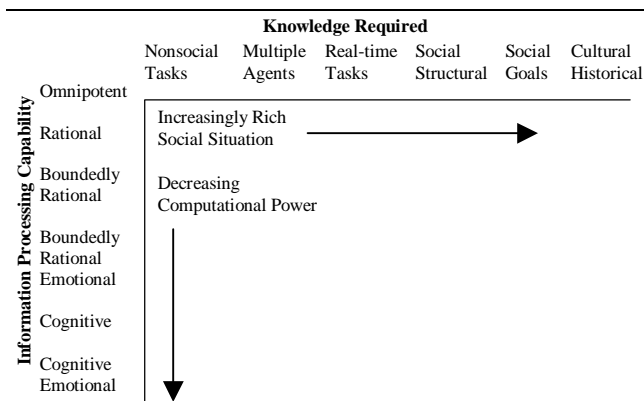 Knowledge Required
Nonsocial Multiple Real-time Social Social Cultural
Tasks Agents Tasks Structural Goals Historical
Information Processing Capability
Omnipotent
Rational
Increasingly Rich
Social Situation
Boundedly
Rational
Decreasing
Computational Power
Boundedly
Rational
Emotional
Cognitive
Cognitive
Emotional